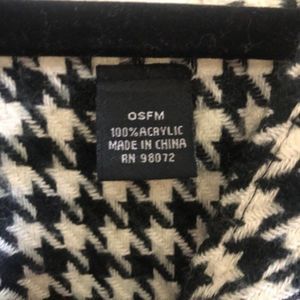 OSFM
100% ACRYLIC
MADE IN CHINA
RN 98072